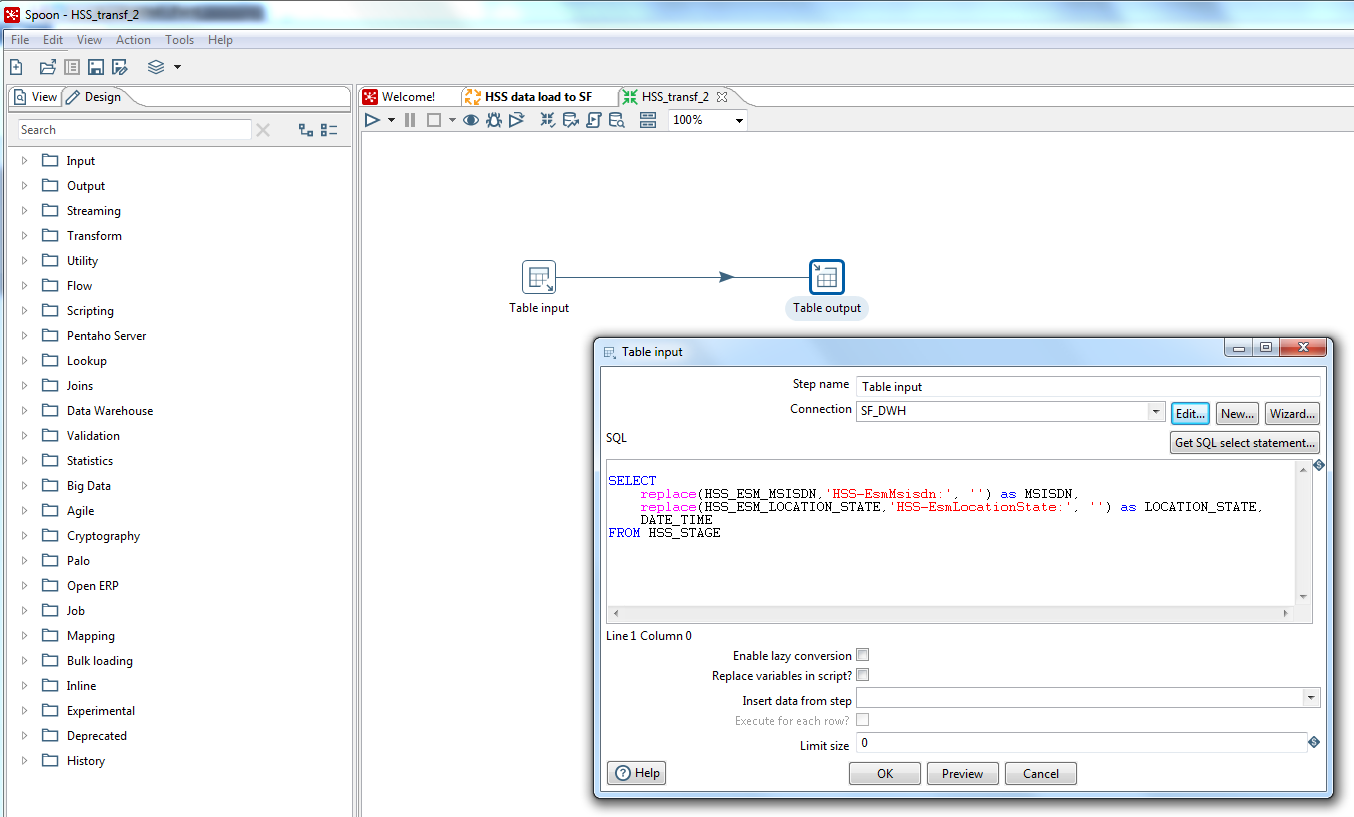 Spoon - HSS_transf_2
File Edit View Action Tools Help
View Design
Welcome! HSS data load to SF HSS_transf_2
Search
100%
Input
Output
Streaming
Transform
Utility
Flow
Scripting
Pentaho Server
Lookup
Joins
Data Warehouse
Validation
Statistics
Big Data
Agile
Cryptography
Palo
Open ERP
Job
Mapping
Bulk loading
Inline
Experimental
Deprecated
History
Table input Table output
Table input
Step name Table input
Connection SF_DWH Edit... New... Wizard...
SQL Get SQL select statement...
SELECT
replace(HSS_ESM_MSISDN,'HSS-EsmMsisdn:', '') as MSISDN,
replace(HSS_ESM_LOCATION_STATE,'HSS-EsmLocationState:', '') as LOCATION_STATE,
DATE_TIME
FROM HSS_STAGE
Line 1 Column 0
Enable lazy conversion
Replace variables in script?
Insert data from step
Execute for each row?
Limit size 0
Help OK Preview Cancel